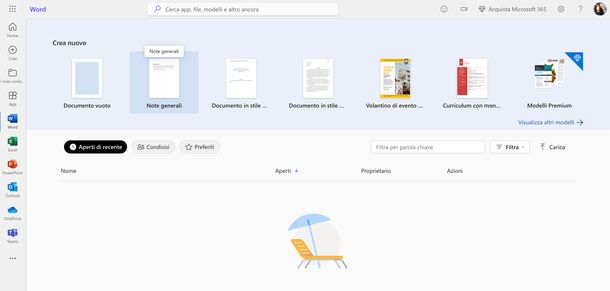 Word
Cerca app, file, modelli e altro ancora
Acquista Microsoft 365
Home
Crea
App
Word
Excel
PowerPoint
Outlook
OneDrive
Teams
Crea nuovo
Note generali
Documento vuoto
Note generali
Documento in stile ...
Documento in stile ...
Volantino di evento ...
Curriculum con mon...
Modelli Premium
Visualizza altri modelli
Aperti di recente
Condivisi
Preferiti
Filtra per parola chiave
Filtra
Carica
Nome
Aperti
Proprietario
Azioni